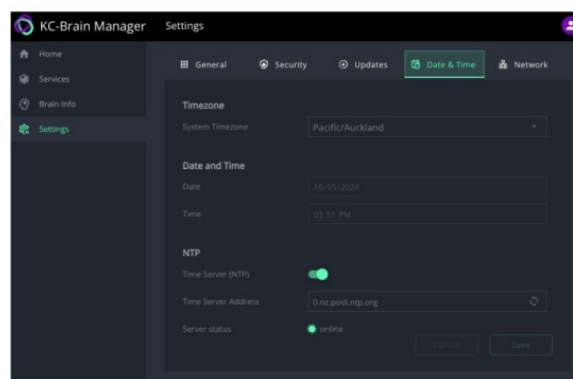 KC-Brain Manager
Settings
Home
Services
Brain Info
Settings
General
Security
Updates
Date & Time
Network
Timezone
System Timezone
Pacific/Auckland
Date and Time
Date
16/05/2024
Time
03:51 PM
NTP
Time Server (NTP)
Time Server Address
0.nz.pool.ntp.org
Server status
online
Cancel
Save